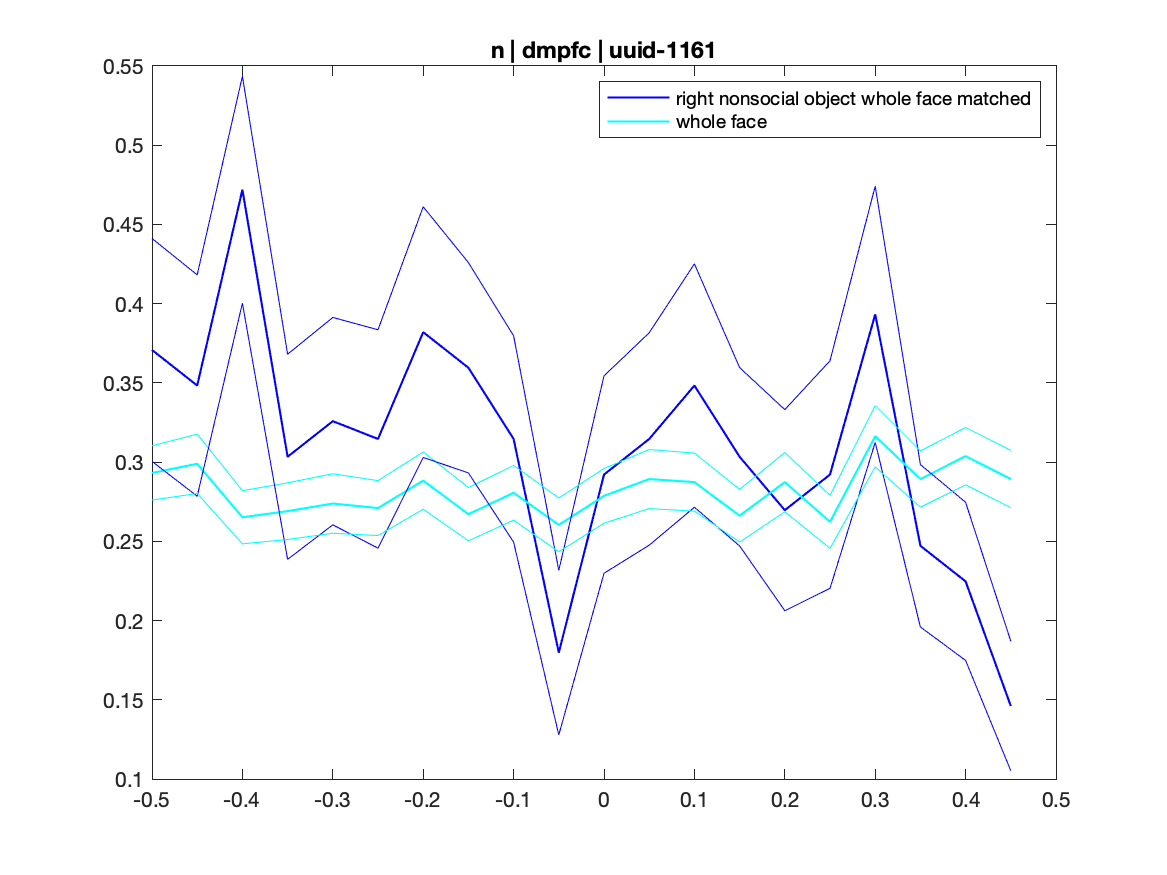 n | dmpfc | uuid-1161
right nonsocial object whole face matched
whole face
0.55
0.5
0.45
0.4
0.35
0.3
0.25
0.2
0.15
0.1
-0.5 -0.4 -0.3 -0.2 -0.1 0 0.1 0.2 0.3 0.4 0.5